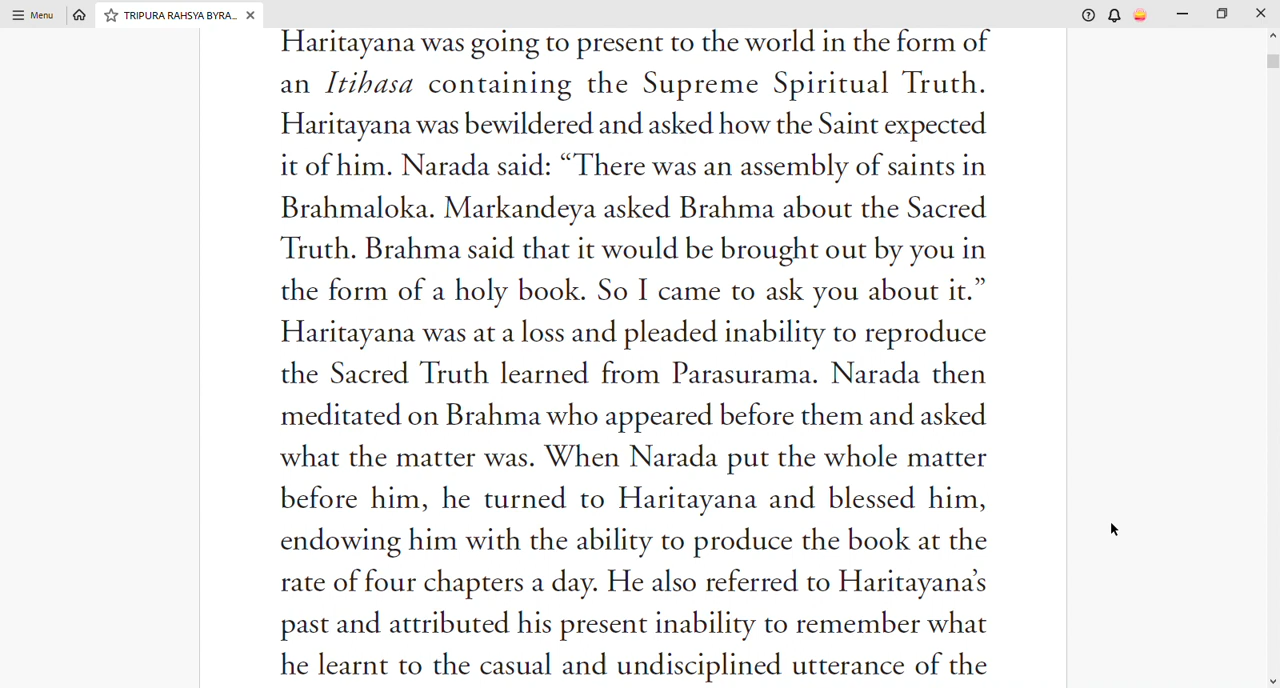 Menu
TRIPURA RAHSYA BYRA...
Haritayana was going to present to the world in the form of
an Itihasa containing the Supreme Spiritual Truth.
Haritayana was bewildered and asked how the Saint expected
it of him. Narada said: “There was an assembly of saints in
Brahmaloka. Markandeya asked Brahma about the Sacred
Truth. Brahma said that it would be brought out by you in
the form of a holy book. So I came to ask you about it.”
Haritayana was at a loss and pleaded inability to reproduce
the Sacred Truth learned from Parasurama. Narada then
meditated on Brahma who appeared before them and asked
what the matter was. When Narada put the whole matter
before him, he turned to Haritayana and blessed him,
endowing him with the ability to produce the book at the
rate of four chapters a day. He also referred to Haritayana’s
past and attributed his present inability to remember what
he learnt to the casual and undisciplined utterance of the